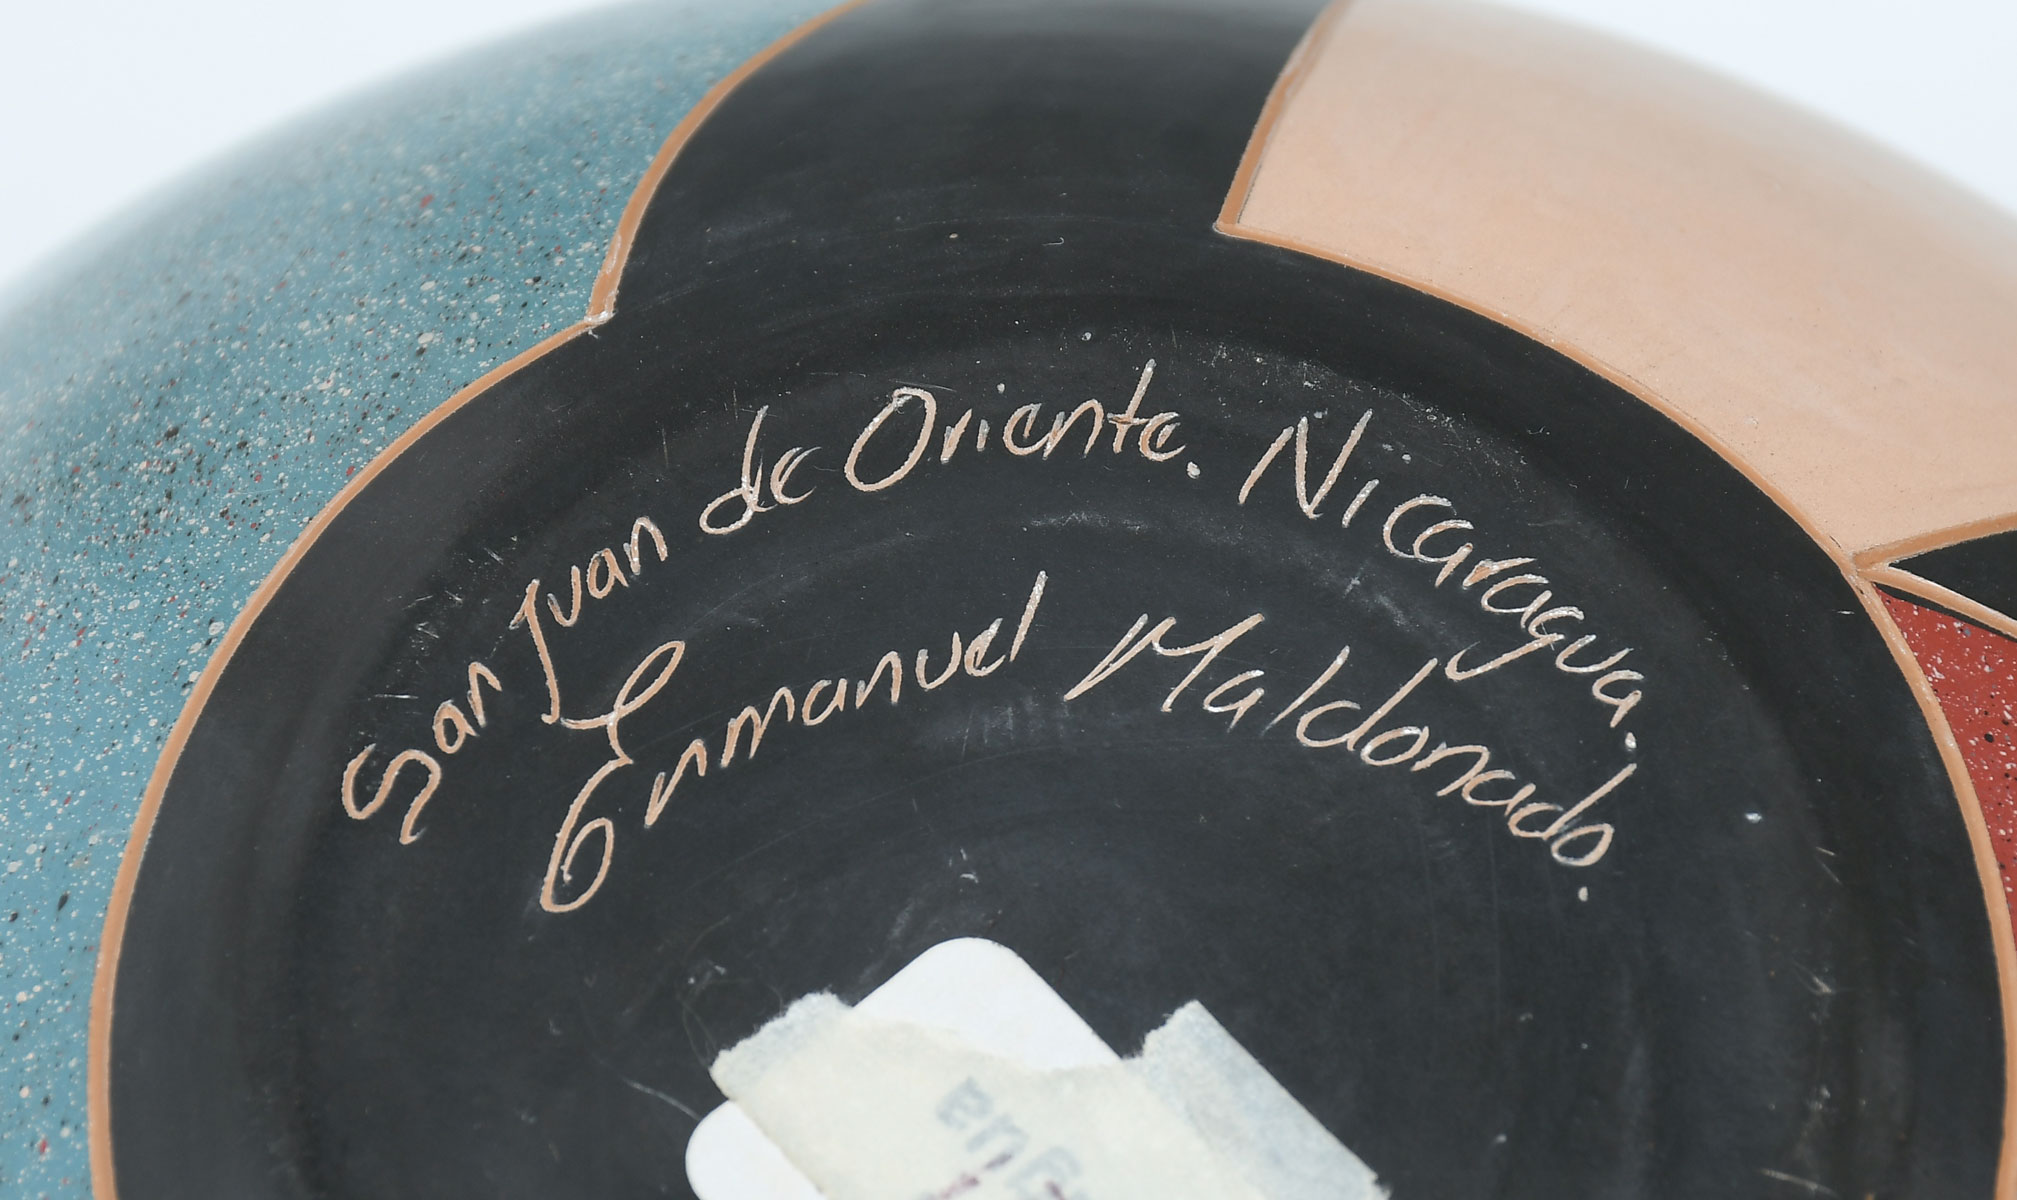 San Juan de Oriente. Nicaragua.
Enmanuel Maldonado.